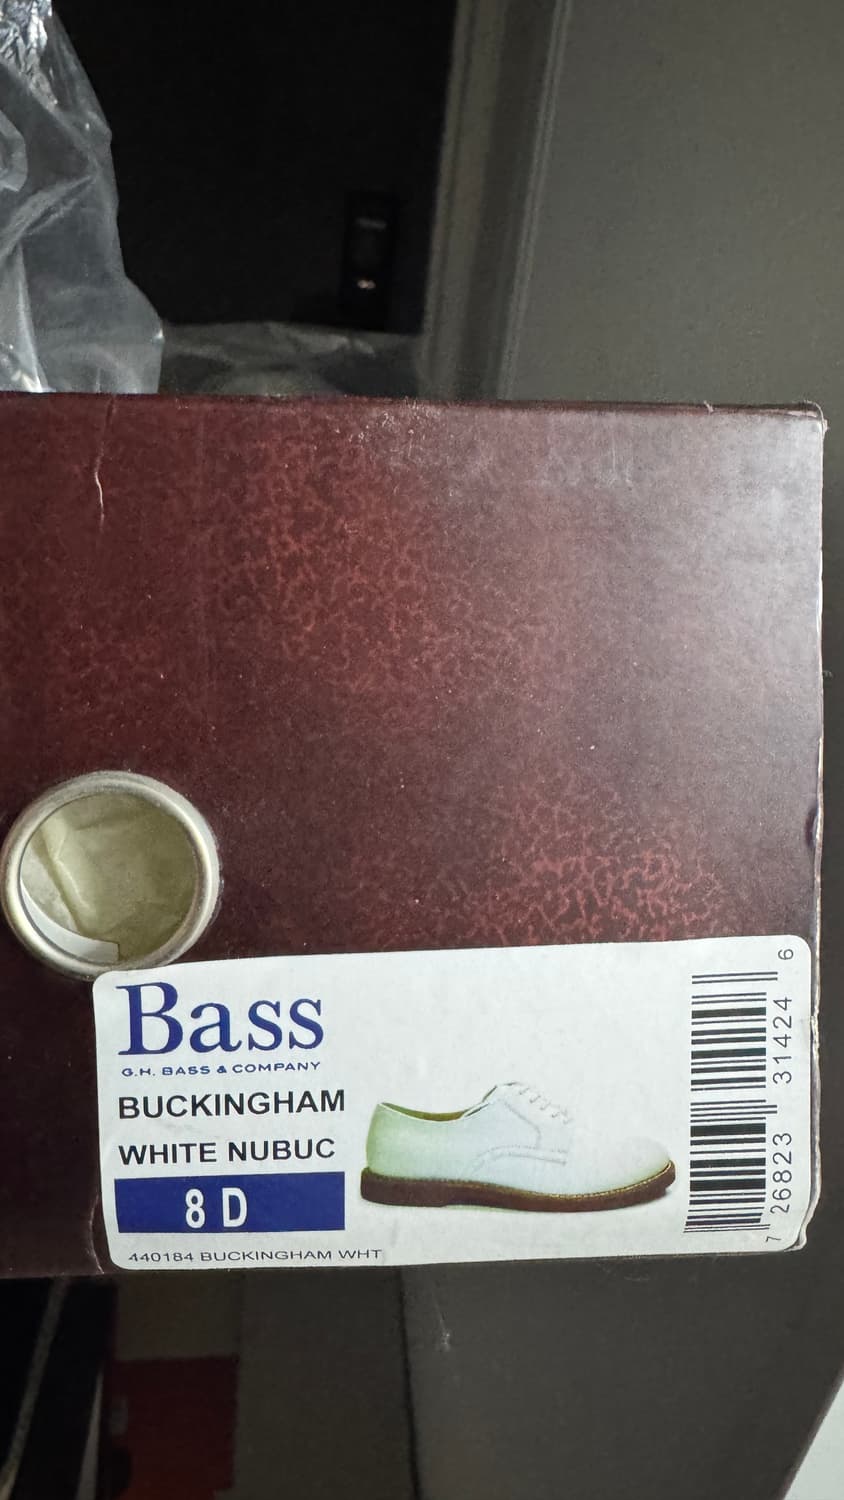 Bass
G.H. BASS & COMPANY
BUCKINGHAM
WHITE NUBUC
8 D
440184 BUCKINGHAM WHT
7 26823 31424 6